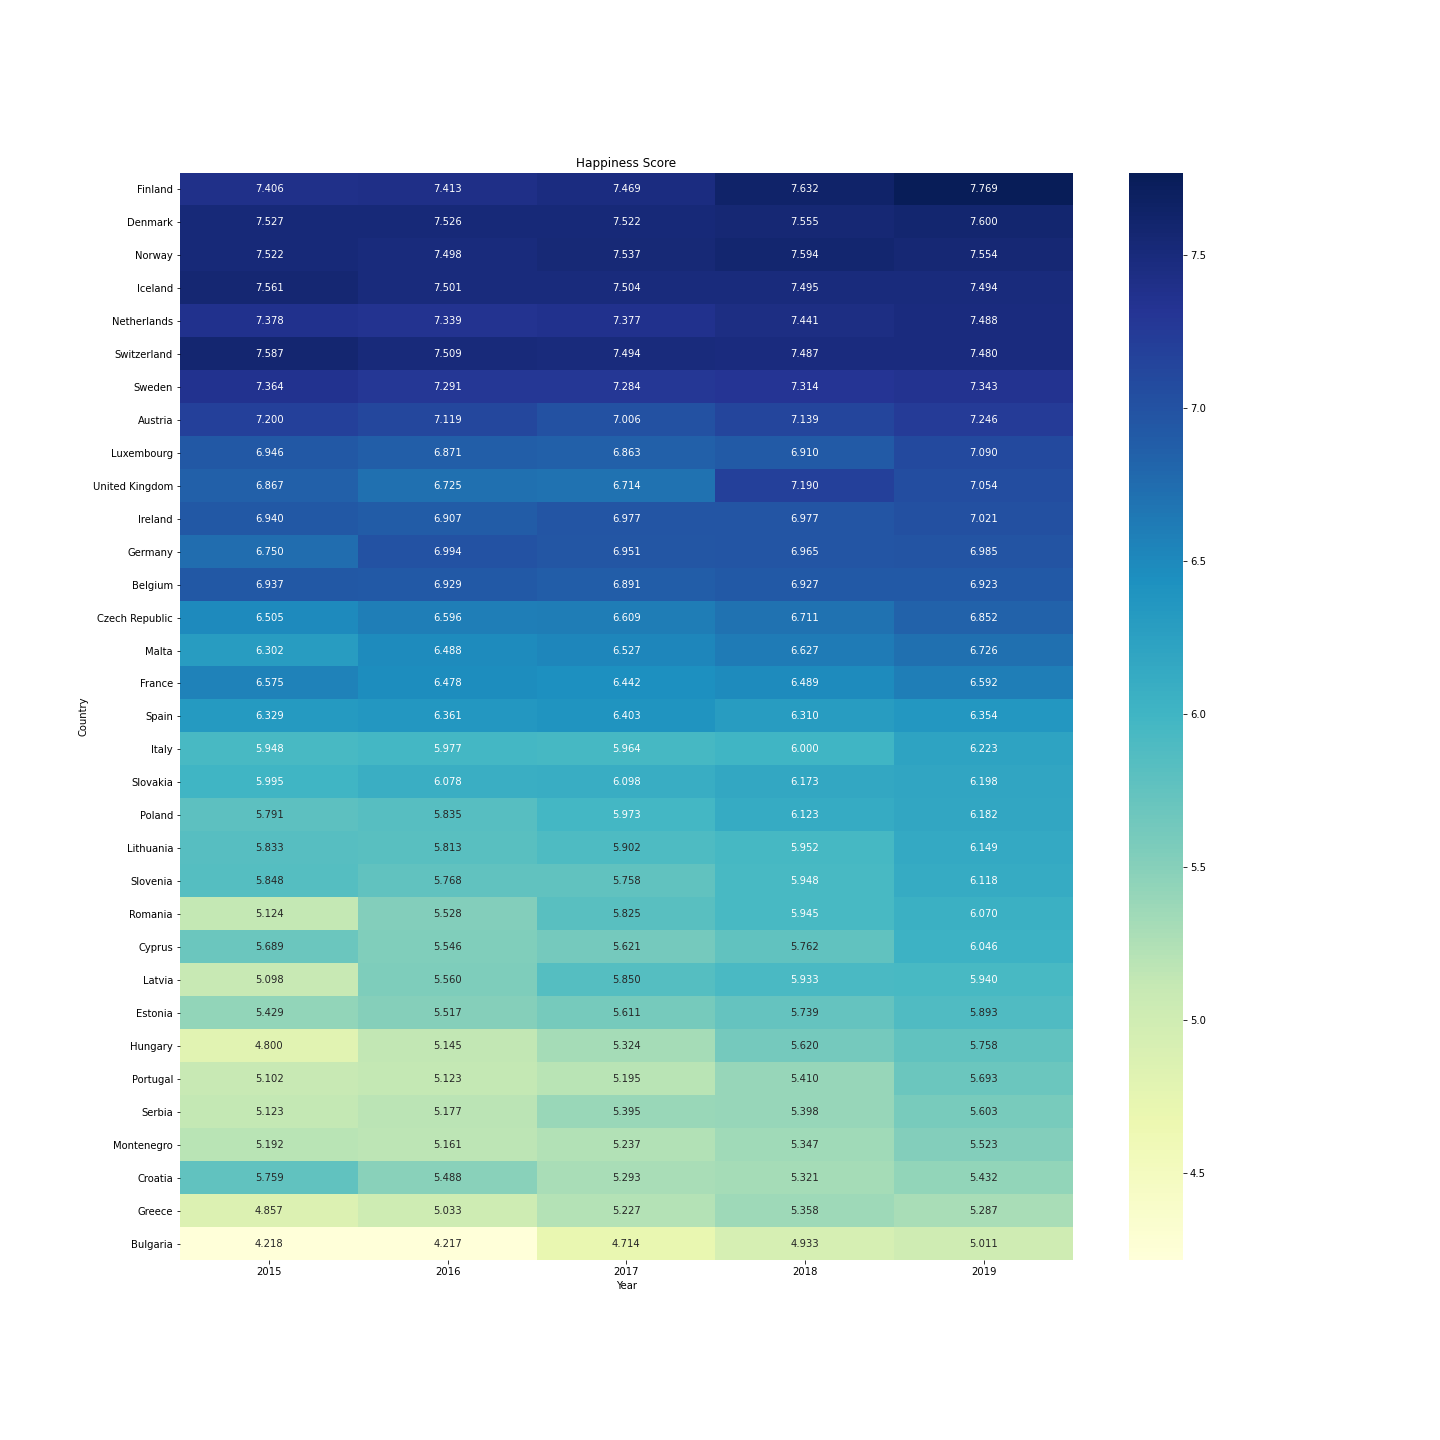 Happiness Score
Finland 7.406 7.413 7.469 7.632 7.769
Denmark 7.527 7.526 7.522 7.555 7.600
Norway 7.522 7.498 7.537 7.594 7.554
7.5
Iceland 7.561 7.501 7.504 7.495 7.494
Netherlands 7.378 7.339 7.377 7.441 7.488
Switzerland 7.587 7.509 7.494 7.487 7.480
Sweden 7.364 7.291 7.284 7.314 7.343
7.0
Austria 7.200 7.119 7.006 7.139 7.246
Luxembourg 6.946 6.871 6.863 6.910 7.090
United Kingdom 6.867 6.725 6.714 7.190 7.054
Ireland 6.940 6.907 6.977 6.977 7.021
Germany 6.750 6.994 6.951 6.965 6.985
6.5
Belgium 6.937 6.929 6.891 6.927 6.923
Czech Republic 6.505 6.596 6.609 6.711 6.852
Malta 6.302 6.488 6.527 6.627 6.726
France 6.575 6.478 6.442 6.489 6.592
Country
Spain 6.329 6.361 6.403 6.310 6.354
6.0
Italy 5.948 5.977 5.964 6.000 6.223
Slovakia 5.995 6.078 6.098 6.173 6.198
Poland 5.791 5.835 5.973 6.123 6.182
Lithuania 5.833 5.813 5.902 5.952 6.149
5.5
Slovenia 5.848 5.768 5.758 5.948 6.118
Romania 5.124 5.528 5.825 5.945 6.070
Cyprus 5.689 5.546 5.621 5.762 6.046
Latvia 5.098 5.560 5.850 5.933 5.940
Estonia 5.429 5.517 5.611 5.739 5.893
5.0
Hungary 4.800 5.145 5.324 5.620 5.758
Portugal 5.102 5.123 5.195 5.410 5.693
Serbia 5.123 5.177 5.395 5.398 5.603
Montenegro 5.192 5.161 5.237 5.347 5.523
4.5
Croatia 5.759 5.488 5.293 5.321 5.432
Greece 4.857 5.033 5.227 5.358 5.287
Bulgaria 4.218 4.217 4.714 4.933 5.011
2015 2016 2017 2018 2019
Year